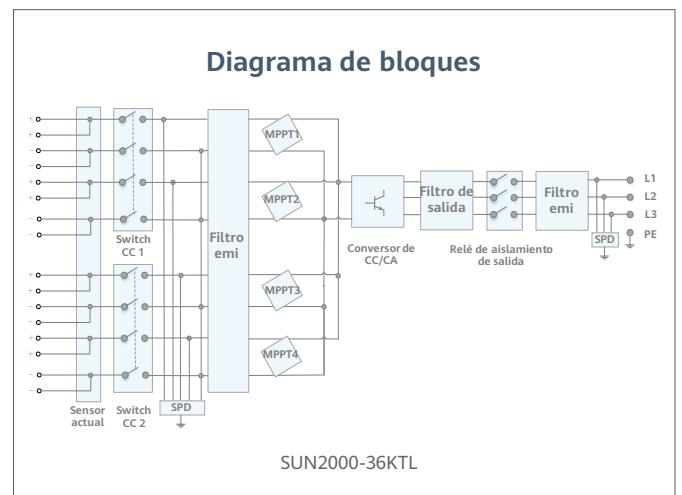 Diagrama de bloques
+
+
−
−
+
+
−
−
+
+
−
−
+
+
−
−
Switch
CC 1
Sensor
actual
Switch
CC 2
SPD
Filtro
emi
MPPT1
MPPT2
MPPT3
MPPT4
Conversor de
CC/CA
Filtro de
salida
Relé de aislamiento
de salida
Filtro
emi
SPD
L1
L2
L3
PE
SUN2000-36KTL